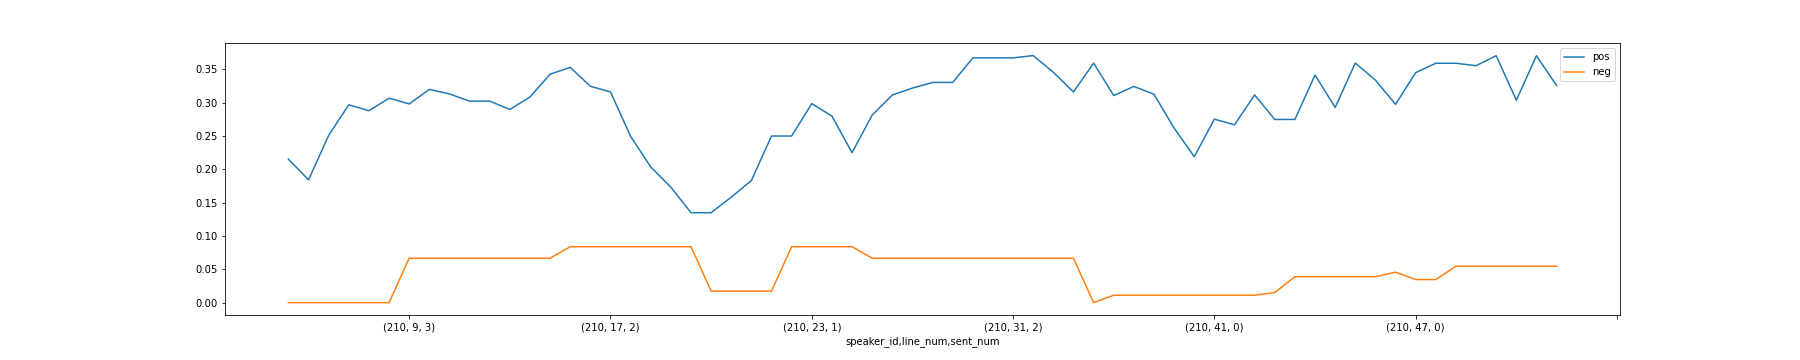 pos
neg
0.35
0.30
0.25
0.20
0.15
0.10
0.05
0.00
(210, 9, 3) (210, 17, 2) (210, 23, 1) (210, 31, 2) (210, 41, 0) (210, 47, 0)
speaker_id,line_num,sent_num